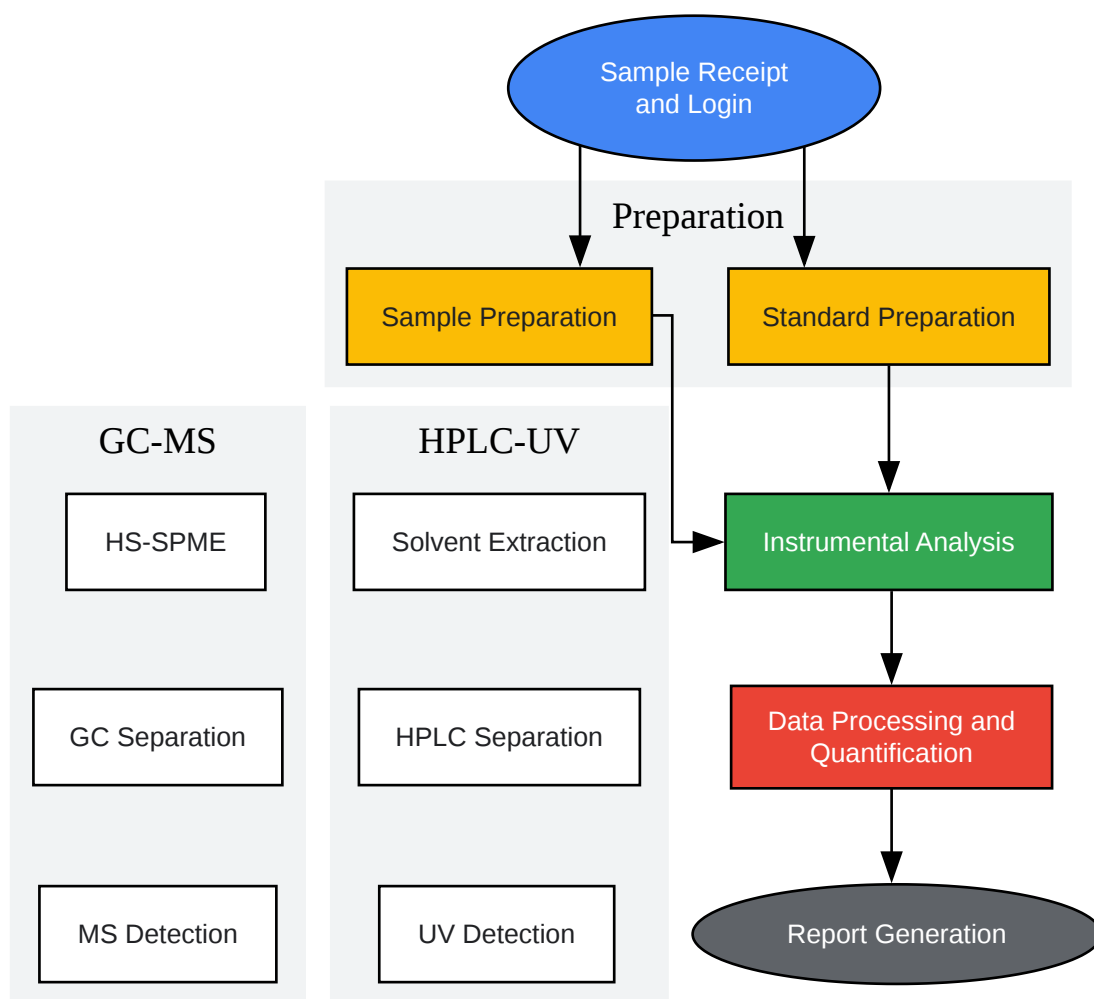 Sample Receipt
and Login
Preparation
Sample Preparation
Standard Preparation
GC-MS
HPLC-UV
HS-SPME
Solvent Extraction
Instrumental Analysis
GC Separation
HPLC Separation
Data Processing and
Quantification
MS Detection
UV Detection
Report Generation